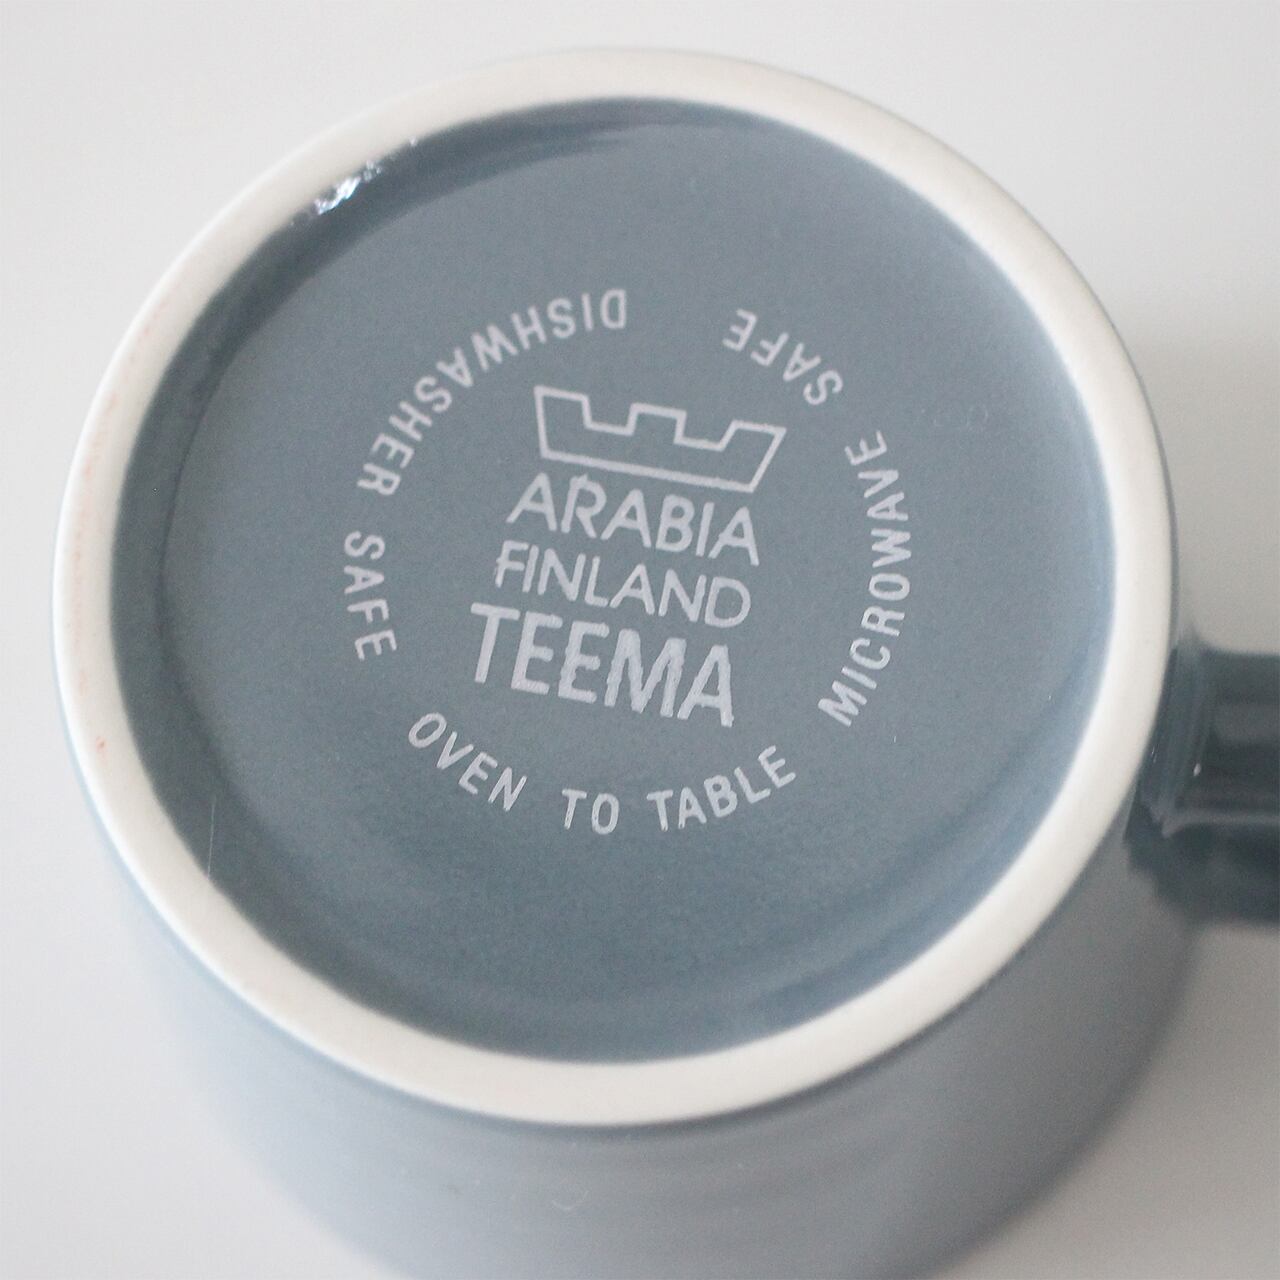 ARABIA
FINLAND
TEEMA
DISHWASHER SAFE
OVEN TO TABLE
MICROWAVE SAFE